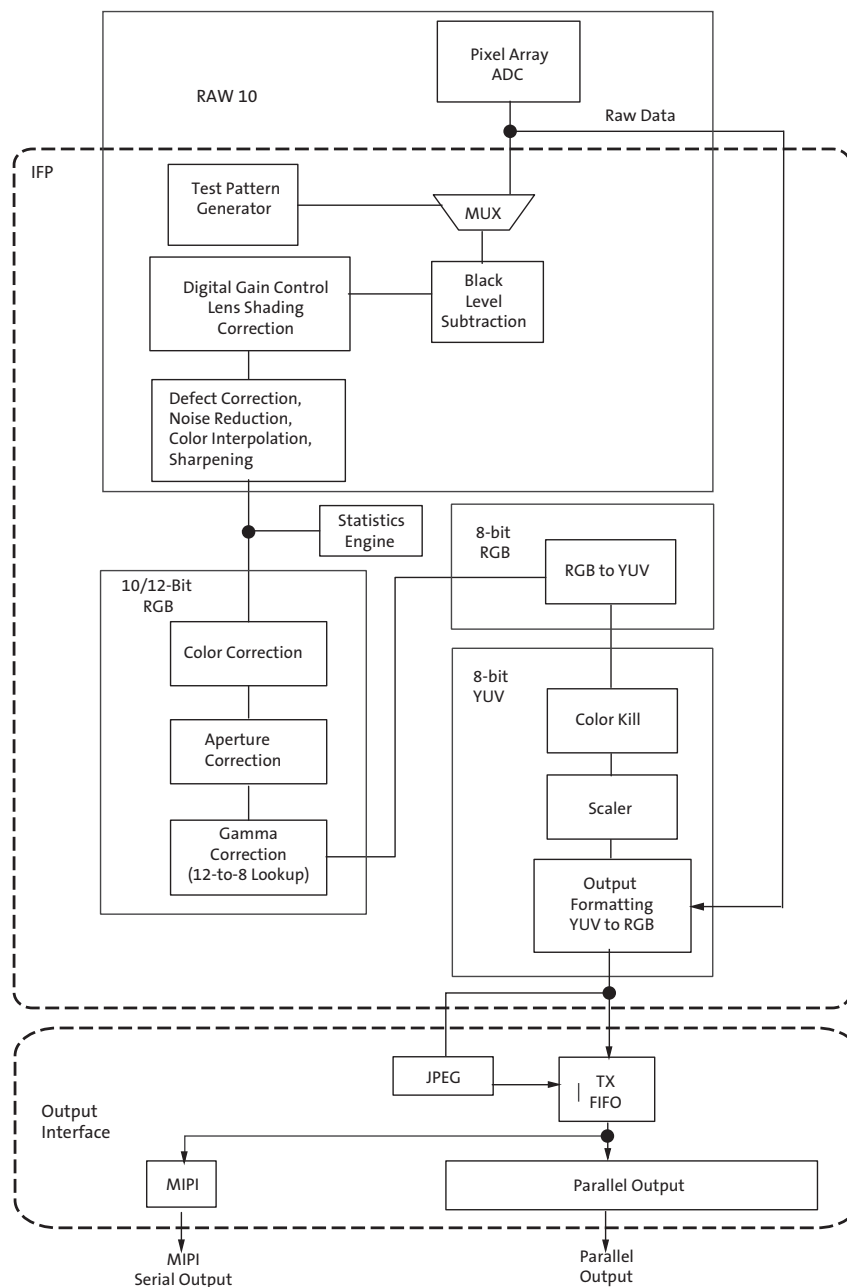 Pixel Array
ADC
RAW 10
Raw Data
IFP
Test Pattern
Generator
MUX
Digital Gain Control
Lens Shading
Correction
Black
Level
Subtraction
Defect Correction,
Noise Reduction,
Color Interpolation,
Sharpening
Statistics
Engine
8-bit
RGB
RGB to YUV
10/12-Bit
RGB
Color Correction
8-bit
YUV
Color Kill
Aperture
Correction
Scaler
Gamma
Correction
(12-to-8 Lookup)
Output
Formatting
YUV to RGB
JPEG
TX
FIFO
Output
Interface
MIPI
Parallel Output
MIPI
Serial Output
Parallel
Output